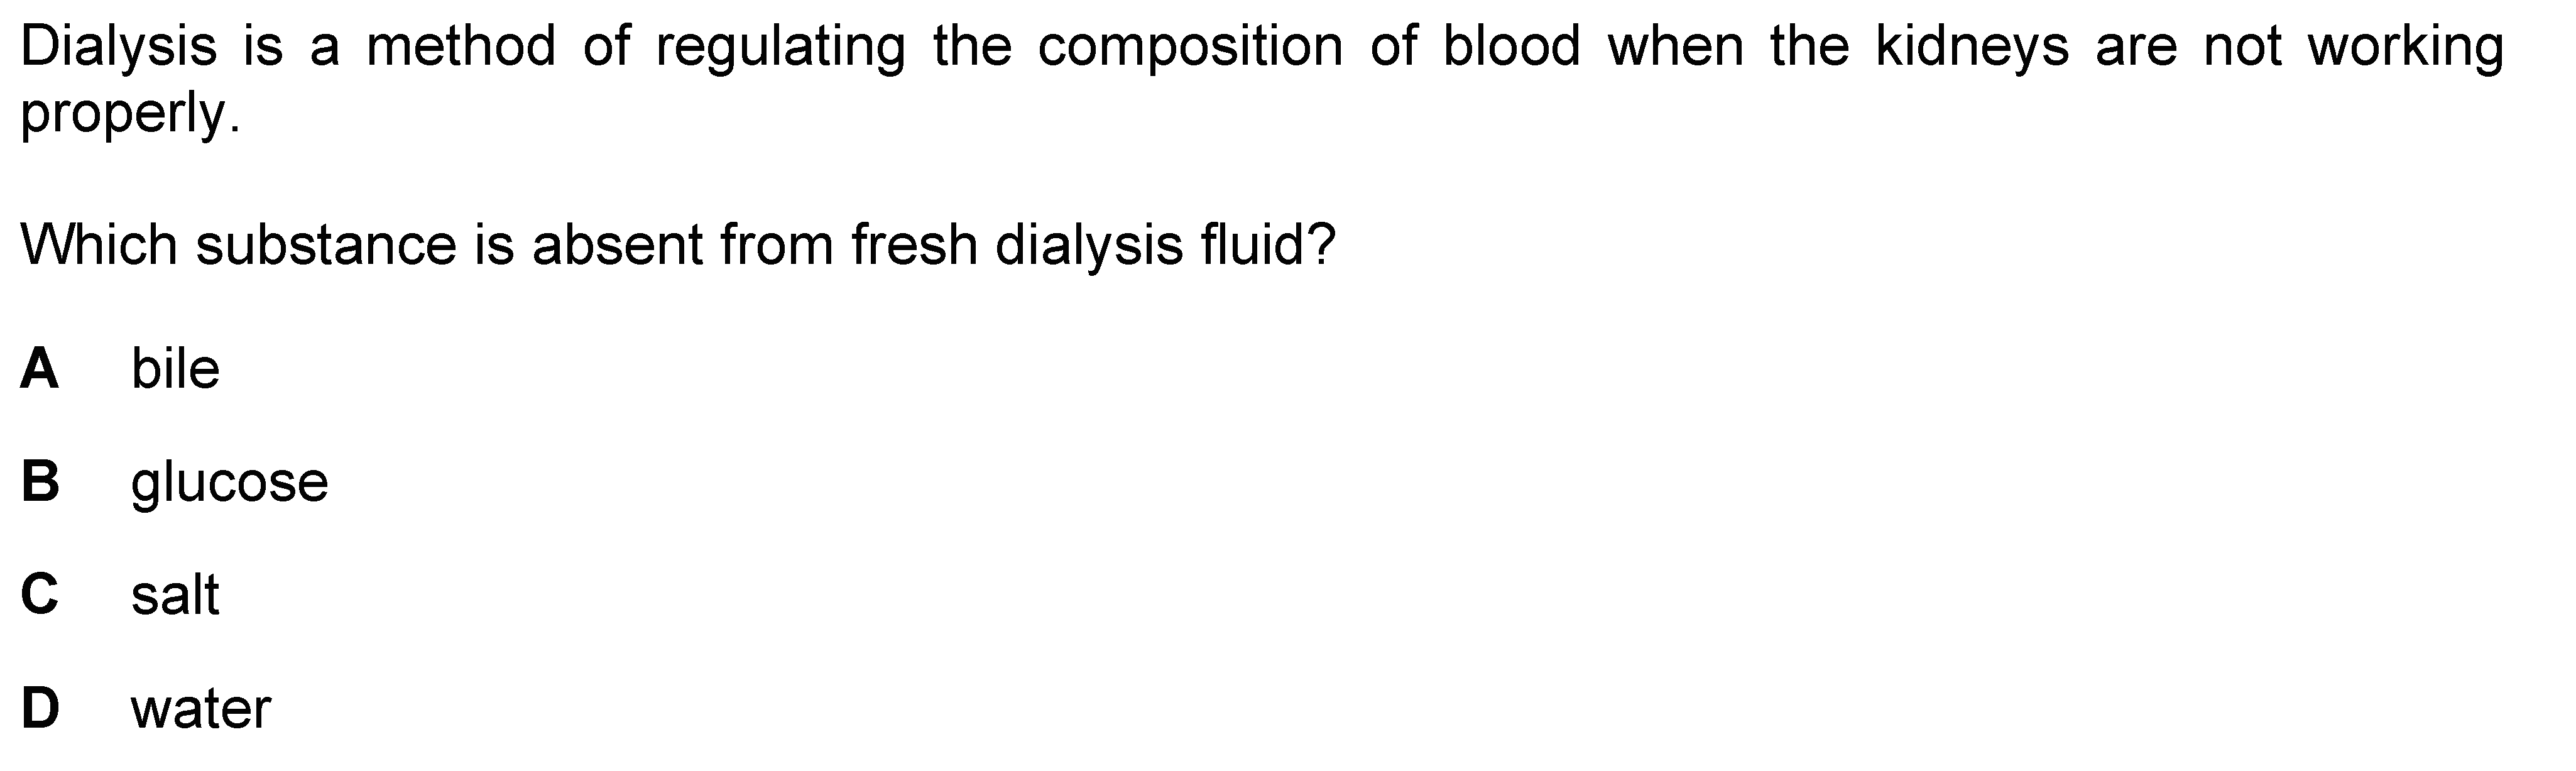 Dialysis is a method of regulating the composition of blood when the kidneys are not working
properly.
Which substance is absent from fresh dialysis fluid?
A bile
B glucose
C salt
D water